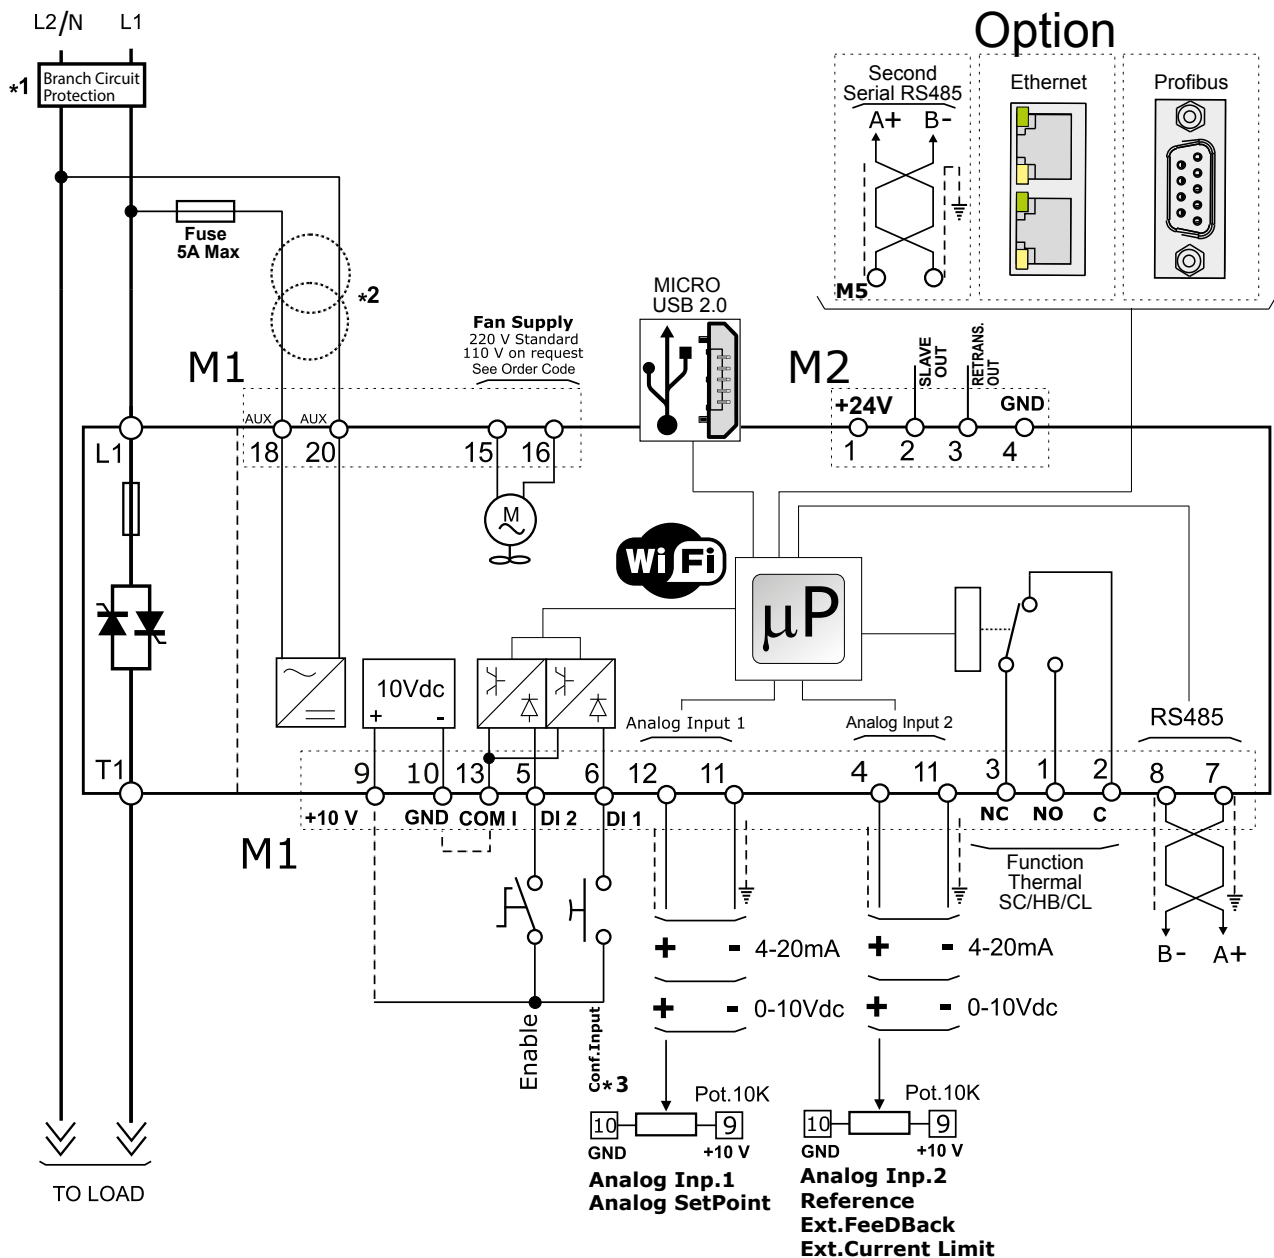 L2/N L1
Option
*1
Branch Circuit
Protection
Second
Serial RS485
A+ B-
M5
Ethernet
Profibus
Fuse
5A Max
*2
MICRO
USB 2.0
Fan Supply
220 V Standard
110 V on request
See Order Code
M1
M2
SLAVE
OUT
RETRANS.
OUT
+24V GND
AUX AUX
L1
18 20 15 16
1 2 3 4
M
Wi Fi
µP
10Vdc
+ -
Analog Input 1
Analog Input 2
RS485
T1
9 10 13 5 6 12 11 4 11 3 1 2 8 7
+10 V GND COM I DI 2 DI 1
NC NO C
M1
Function
Thermal
SC/HB/CL
+ - 4-20mA
+ - 4-20mA
B- A+
+ - 0-10Vdc
+ - 0-10Vdc
Enable
Conf.Input
*3
Pot.10K
10 9
GND +10 V
Analog Inp.1
Analog SetPoint
Pot.10K
10 9
GND +10 V
Analog Inp.2
Reference
Ext.FeeDBack
Ext.Current Limit
TO LOAD